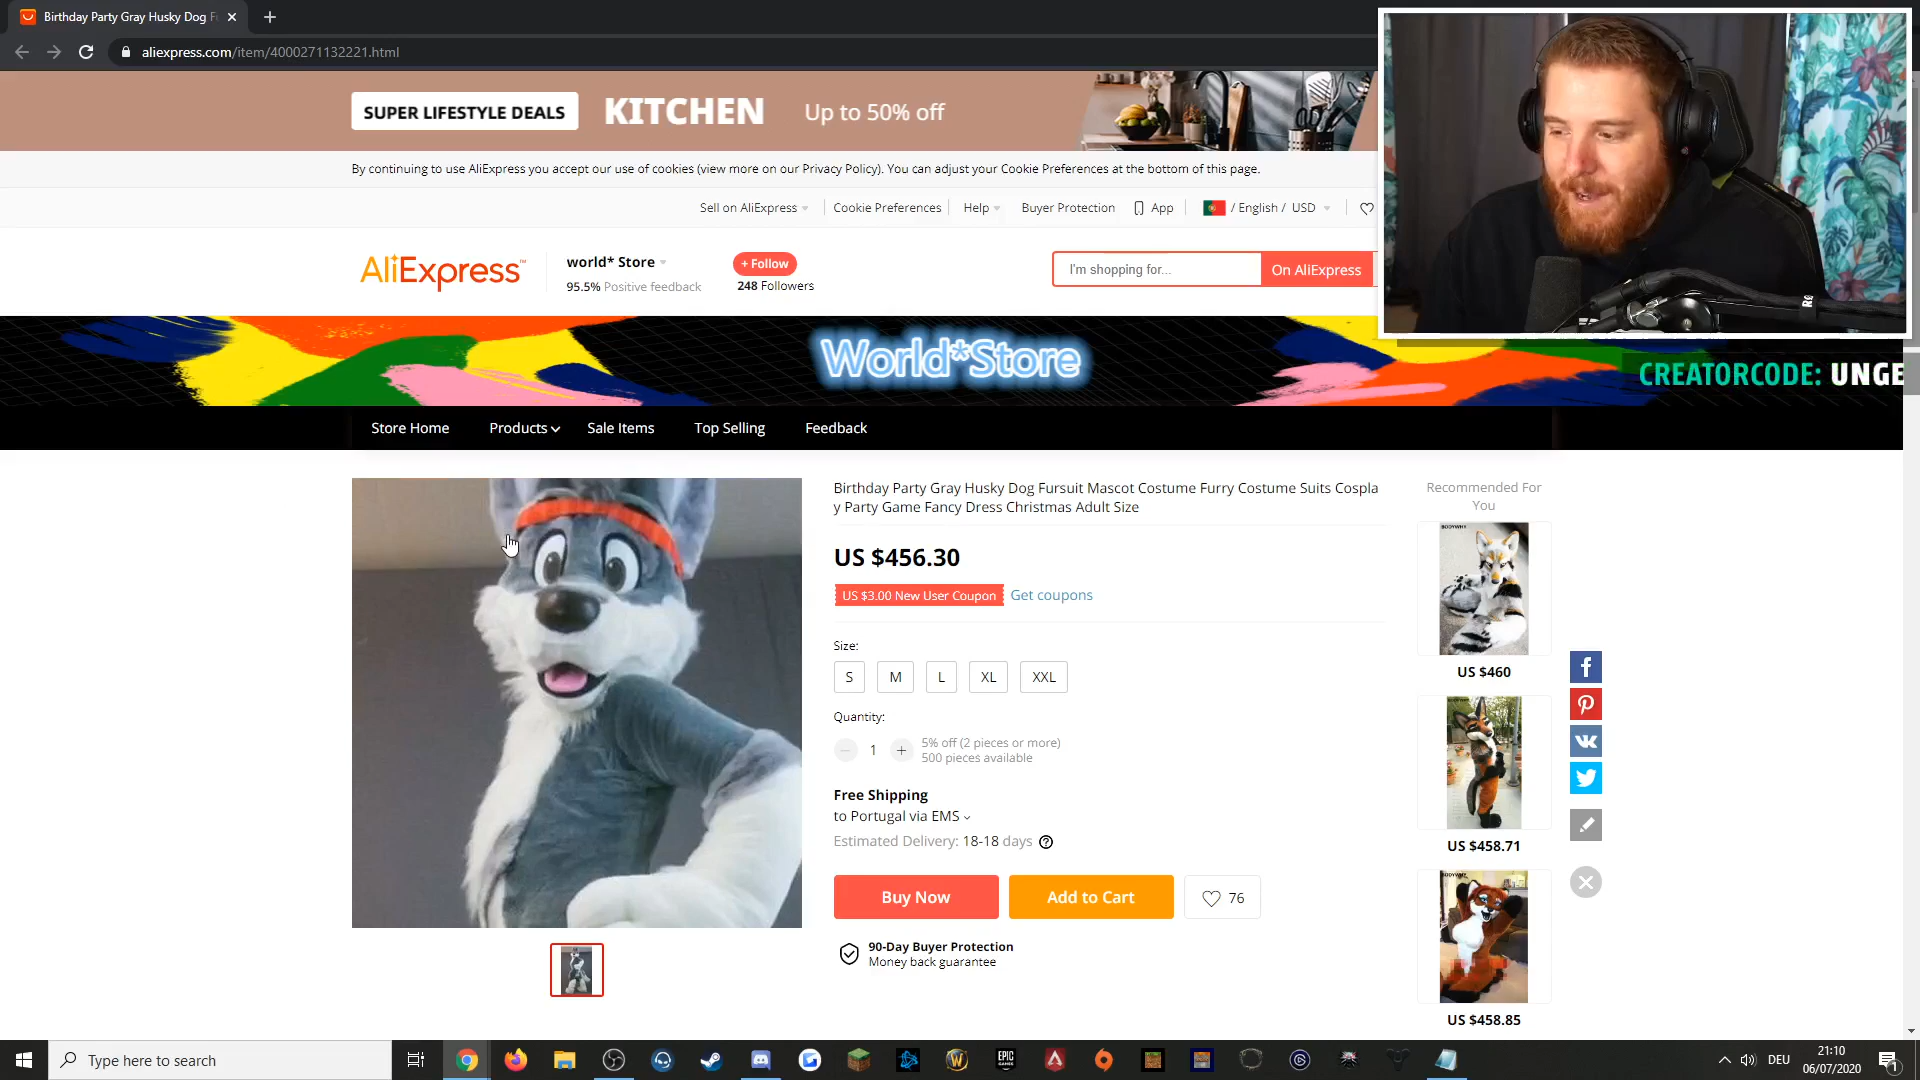 Birthday Party Gray Husky Dog F
aliexpress.com/item/4000271132221.html
SUPER LIFESTYLE DEALS
KITCHEN
Up to 50% off
By continuing to use AliExpress you accept our use of cookies (view more on our Privacy Policy). You can adjust your Cookie Preferences at the bottom of this page.
Sell on AliExpress
Cookie Preferences
Help
Buyer Protection
App
/ English / USD
AliExpress™
world* Store
95.5% Positive feedback
+ Follow
248 Followers
I'm shopping for...
On AliExpress
World*Store
CREATORCODE: UNGE
Store Home
Products
Sale Items
Top Selling
Feedback
Birthday Party Gray Husky Dog Fursuit Mascot Costume Furry Costume Suits Cospla
y Party Game Fancy Dress Christmas Adult Size
US $456.30
US $3.00 New User Coupon
Get coupons
Size:
S
M
L
XL
XXL
Quantity:
1
5% off (2 pieces or more)
500 pieces available
Free Shipping
to Portugal via EMS
Estimated Delivery: 18-18 days
Buy Now
Add to Cart
76
90-Day Buyer Protection
Money back guarantee
Recommended For
You
BODYWHY
US $460
BODYWHY
US $458.71
BODYWHY
US $458.85
Type here to search
EPIC
GAMES
DEU
21:10
06/07/2020
1